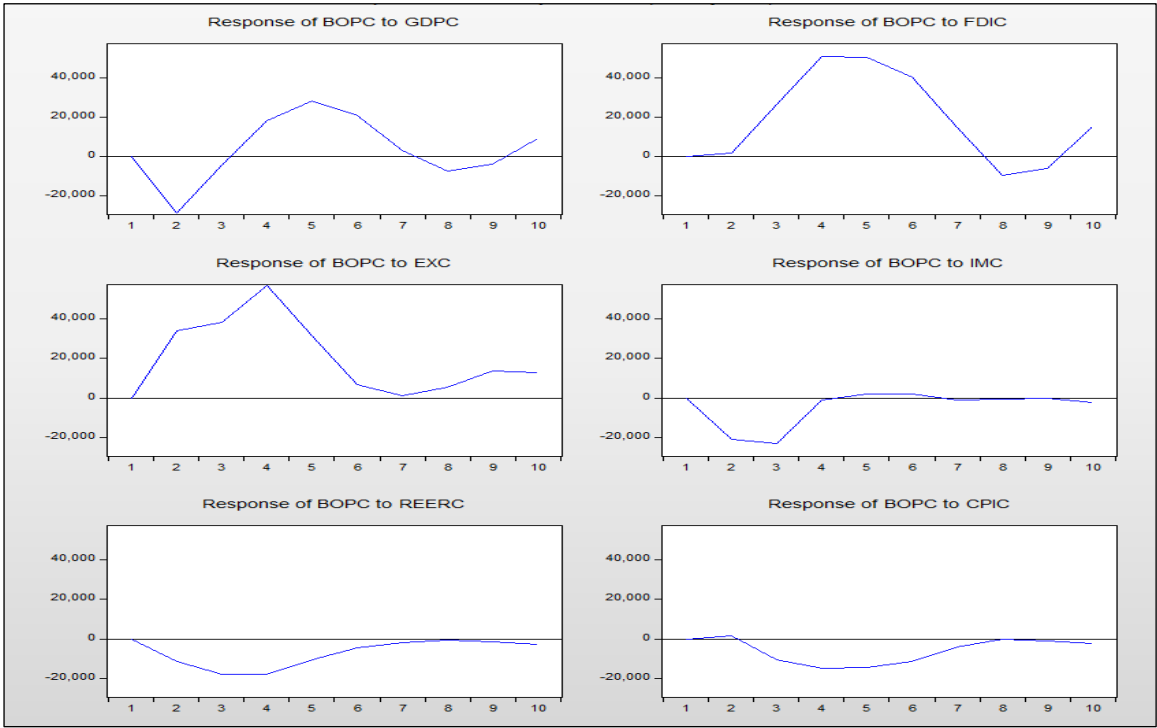 Response of BOPC to GDPC
40,000
20,000
0
-20,000
1 2 3 4 5 6 7 8 9 10
Response of BOPC to FDIC
40,000
20,000
0
-20,000
1 2 3 4 5 6 7 8 9 10
Response of BOPC to EXC
40,000
20,000
0
-20,000
1 2 3 4 5 6 7 8 9 10
Response of BOPC to IMC
40,000
20,000
0
-20,000
1 2 3 4 5 6 7 8 9 10
Response of BOPC to REERC
40,000
20,000
0
-20,000
1 2 3 4 5 6 7 8 9 10
Response of BOPC to CPIC
40,000
20,000
0
-20,000
1 2 3 4 5 6 7 8 9 10